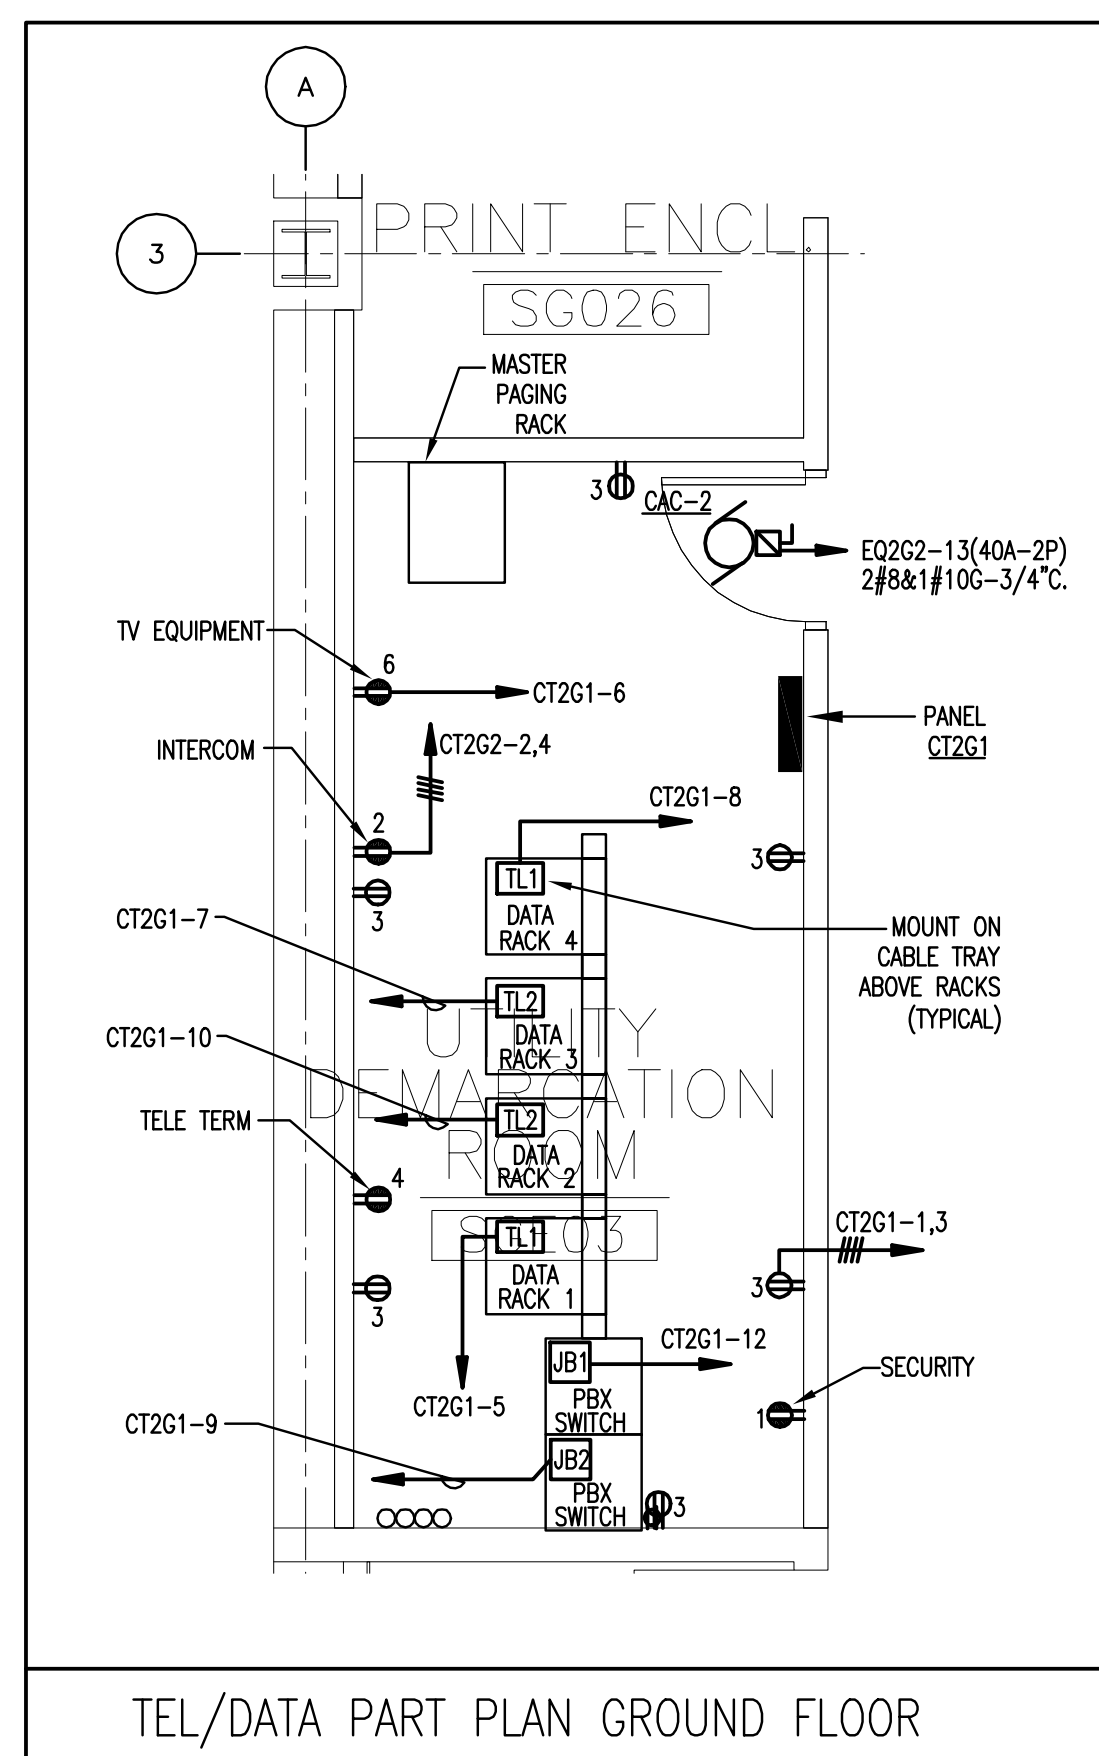 A
3
PRINT ENCL.
SG026
MASTER
PAGING
RACK
3
CAC-2
EQ2G2-13(40A-2P)
2#8&1#10G-3/4"C.
TV EQUIPMENT
6
CT2G1-6
PANEL
CT2G1
INTERCOM
CT2G2-2,4
2
3
CT2G1-8
3
TL1
DATA
RACK 4
CT2G1-7
MOUNT ON
CABLE TRAY
ABOVE RACKS
(TYPICAL)
TL2
DATA
RACK 3
UTILITY
DEMARCATION
ROOM
CT2G1-10
TL2
DATA
RACK 2
TELE TERM
4
TL1
DATA
RACK 1
3
CT2G1-1,3
3
CT2G1-5
JB1
PBX
SWITCH
CT2G1-12
SECURITY
1
CT2G1-9
JB2
PBX
SWITCH
3
TEL/DATA PART PLAN GROUND FLOOR